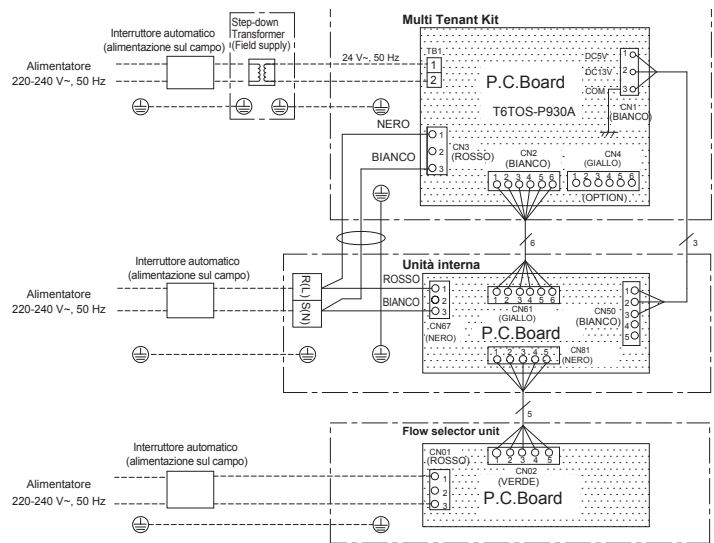 Multi Tenant Kit
Interruttore automatico
(alimentazione sul campo)
Step-down
Transformer
(Field supply)
Alimentatore
220-240 V~, 50 Hz
24 V~, 50 Hz
TB1
1
2
P.C.Board
T6TOS-P930A
DC5V
DC13V
COM
1
2
3
CN1
(BIANCO)
NERO
BIANCO
1
2
3
CN3
(ROSSO)
CN2
(BIANCO)
1 2 3 4 5 6
CN4
(GIALLO)
1 2 3 4 5 6
(OPTION)
6
3
Unità interna
Interruttore automatico
(alimentazione sul campo)
Alimentatore
220-240 V~, 50 Hz
R(L)
S(N)
ROSSO
BIANCO
1
2
3
CN67
(NERO)
1 2 3 4 5 6
CN61
(GIALLO)
P.C.Board
CN50
(BIANCO)
1
2
3
4
5
1 2 3 4 5
CN81
(NERO)
5
Flow selector unit
Interruttore automatico
(alimentazione sul campo)
Alimentatore
220-240 V~, 50 Hz
CN01
(ROSSO)
1
2
3
1 2 3 4 5
CN02
(VERDE)
P.C.Board